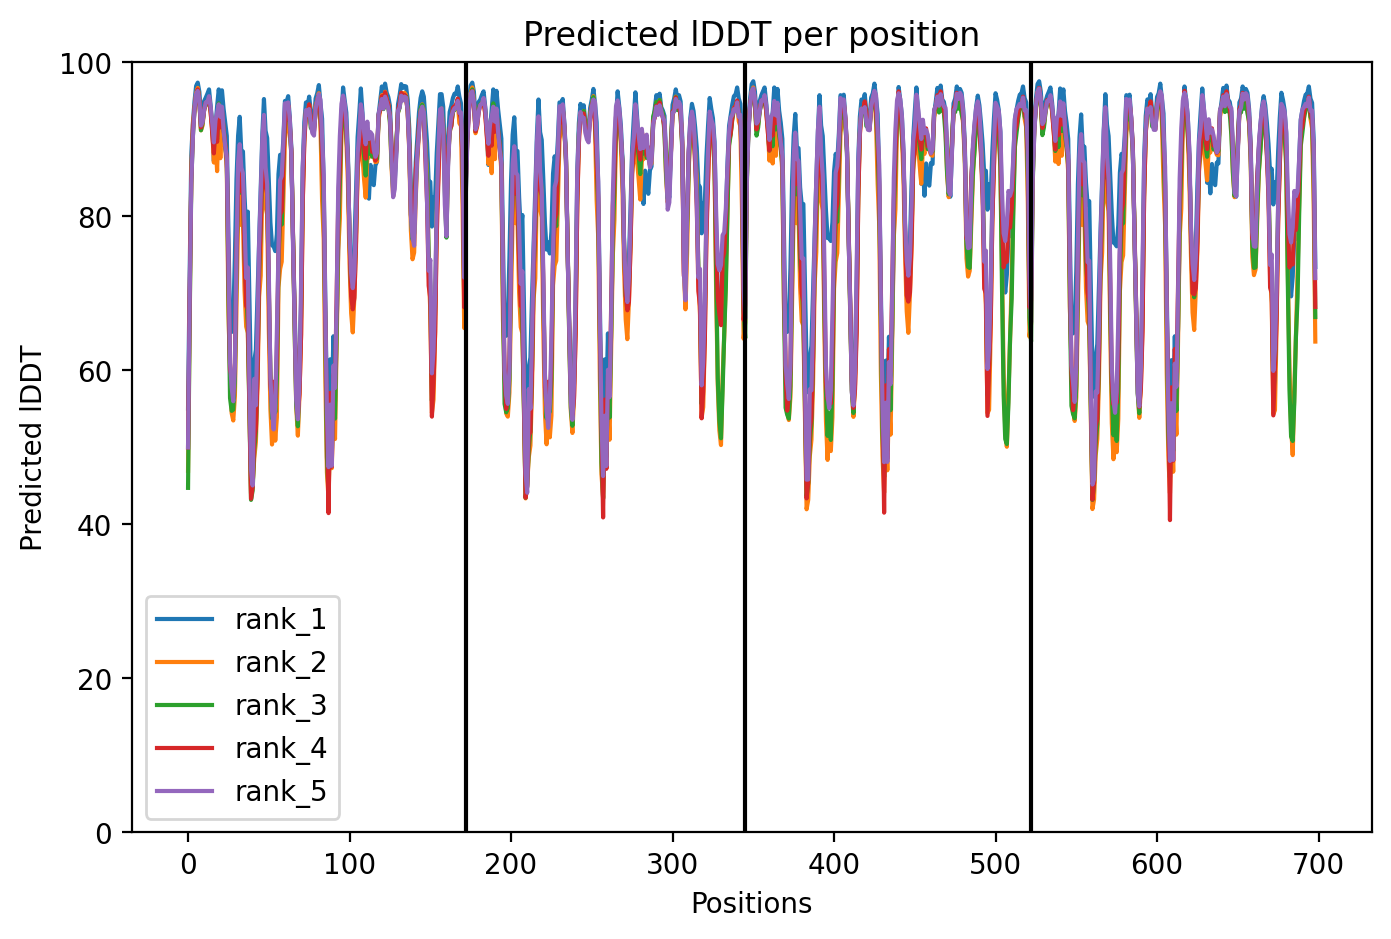 Predicted lDDT per position
100
80
60
40
20
0
Predicted lDDT
rank_1
rank_2
rank_3
rank_4
rank_5
0 100 200 300 400 500 600 700
Positions